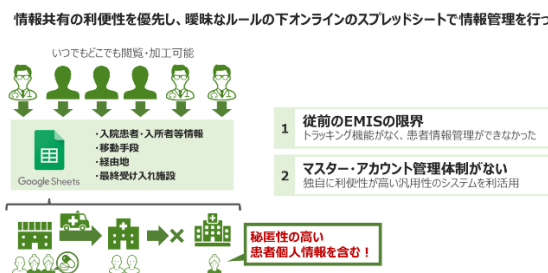 情報共有の利便性を優先し、曖昧なルールの下オンラインのスプレッドシートで情報管理を行っ
いつでもどこでも閲覧・加工可能
・入院患者・入所者等情報
・移動手段
・経由地
・最終受け入れ施設
Google Sheets
1 従前のEMISの限界
トラッキング機能がなく、患者情報管理ができなかった
2 マスター・アカウント管理体制がない
独自に利便性が高い汎用性のシステムを利活用
秘匿性の高い
患者個人情報を含む！